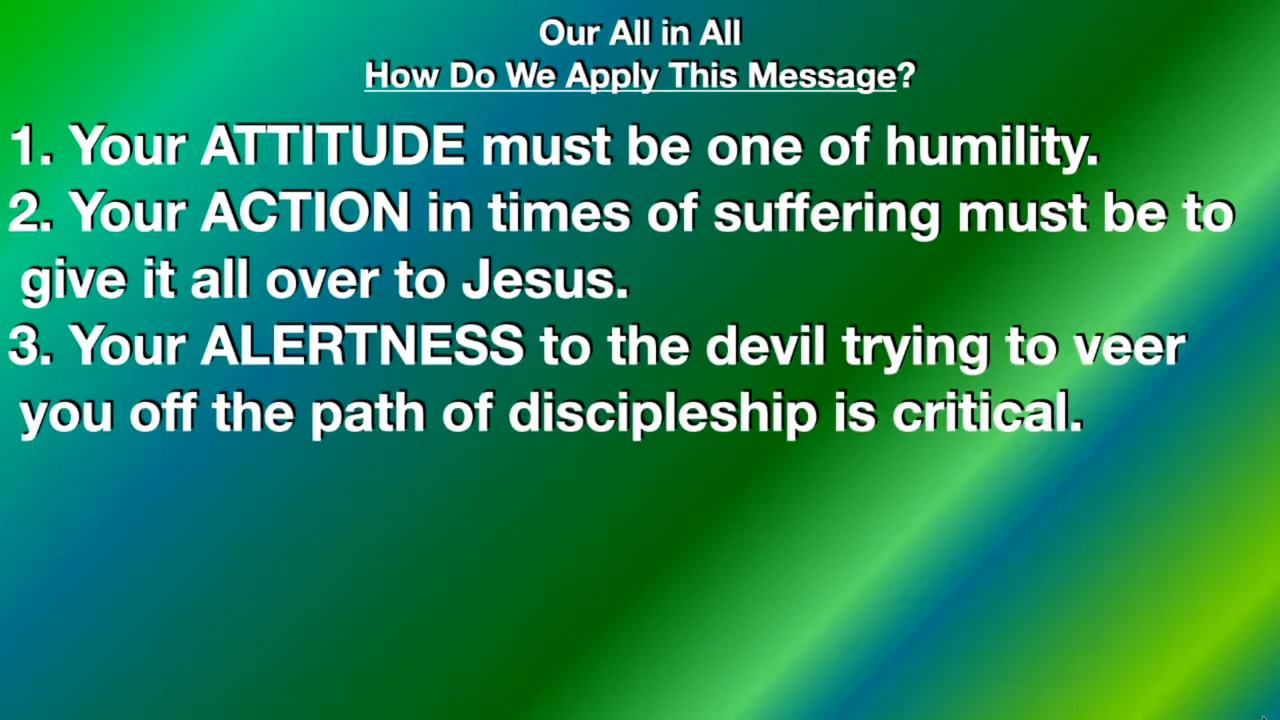 Our All in All
How Do We Apply This Message?
1. Your ATTITUDE must be one of humility.
2. Your ACTION in times of suffering must be to
give it all over to Jesus.
3. Your ALERTNESS to the devil trying to veer
you off the path of discipleship is critical.